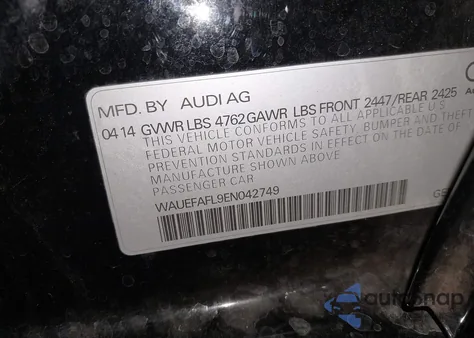 MFD. BY AUDI AG
0414 GVWR LBS 4762 GAWR LBS FRONT 2447/REAR 2425
THIS VEHICLE CONFORMS TO ALL APPLICABLE U.S.
FEDERAL MOTOR VEHICLE SAFETY, BUMPER AND THEFT
PREVENTION STANDARDS IN EFFECT ON THE DATE OF
MANUFACTURE SHOWN ABOVE
PASSENGER CAR
WAUEFAFL9EN042749
autosnap